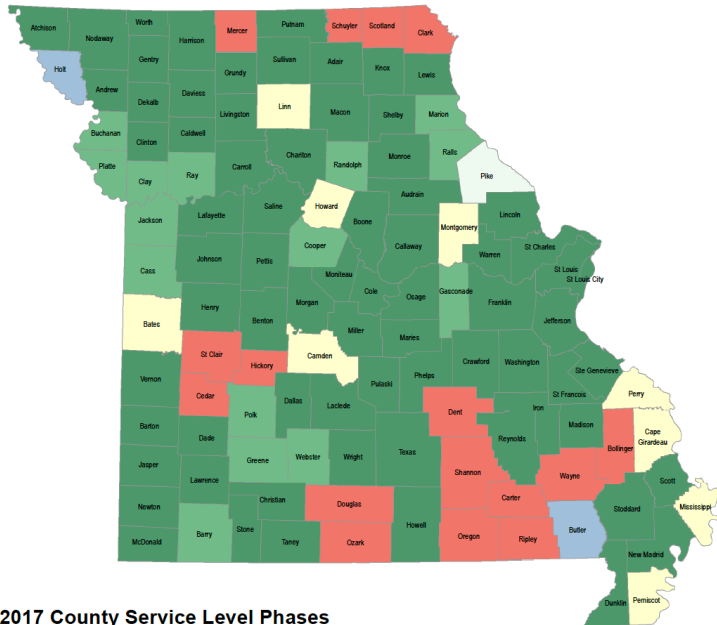 Atchison
Nodaway
Worth
Harrison
Mercer
Putnam
Schuyler
Scotland
Clark
Holt
Andrew
Gentry
Dekalb
Daviess
Grundy
Sullivan
Adair
Knox
Lewis
Buchanan
Clinton
Caldwell
Livingston
Linn
Macon
Shelby
Marion
Platte
Clay
Ray
Carroll
Chariton
Randolph
Monroe
Ralls
Pike
Jackson
Lafayette
Saline
Howard
Boone
Audrain
Callaway
Montgomery
Lincoln
Warren
St Charles
St Louis
St Louis City
Cass
Johnson
Pettis
Cooper
Moniteau
Cole
Osage
Gasconade
Franklin
Jefferson
Bates
Henry
Benton
Morgan
Miller
Maries
Camden
St Clair
Hickory
Vernon
Cedar
Polk
Dallas
Laclede
Pulaski
Phelps
Crawford
Washington
St Francois
Ste Genevieve
Perry
Barton
Dade
Dent
Iron
Reynolds
Madison
Bollinger
Cape
Girardeau
Jasper
Lawrence
Greene
Webster
Wright
Texas
Shannon
Wayne
Scott
Stoddard
Mississippi
Newton
Christian
Douglas
Carter
Butler
McDonald
Barry
Stone
Taney
Ozark
Howell
Oregon
Ripley
New Madrid
Dunklin
Pemiscot
2017 County Service Level Phases